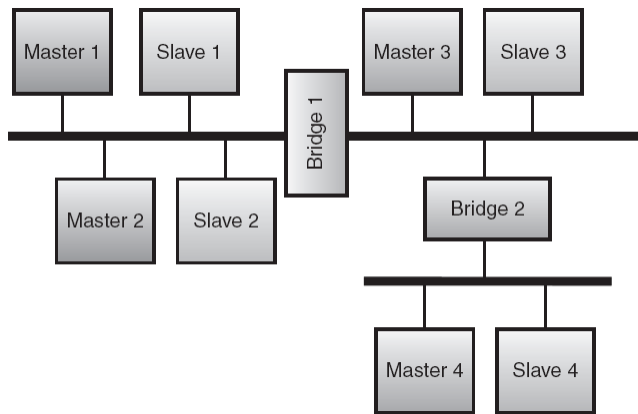 Master 1
Slave 1
Bridge 1
Master 3
Slave 3
Master 2
Slave 2
Bridge 2
Master 4
Slave 4